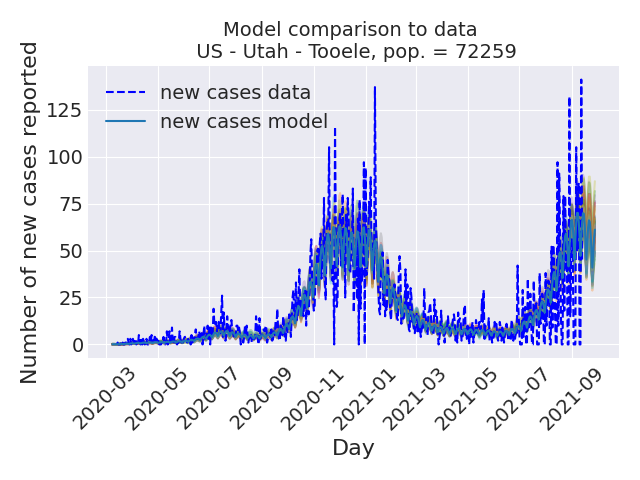 Model comparison to data
US - Utah - Tooele, pop. = 72259
Number of new cases reported
125
100
75
50
25
0
new cases data
new cases model
2020-03
2020-05
2020-07
2020-09
2020-11
2021-01
2021-03
2021-05
2021-07
2021-09
Day